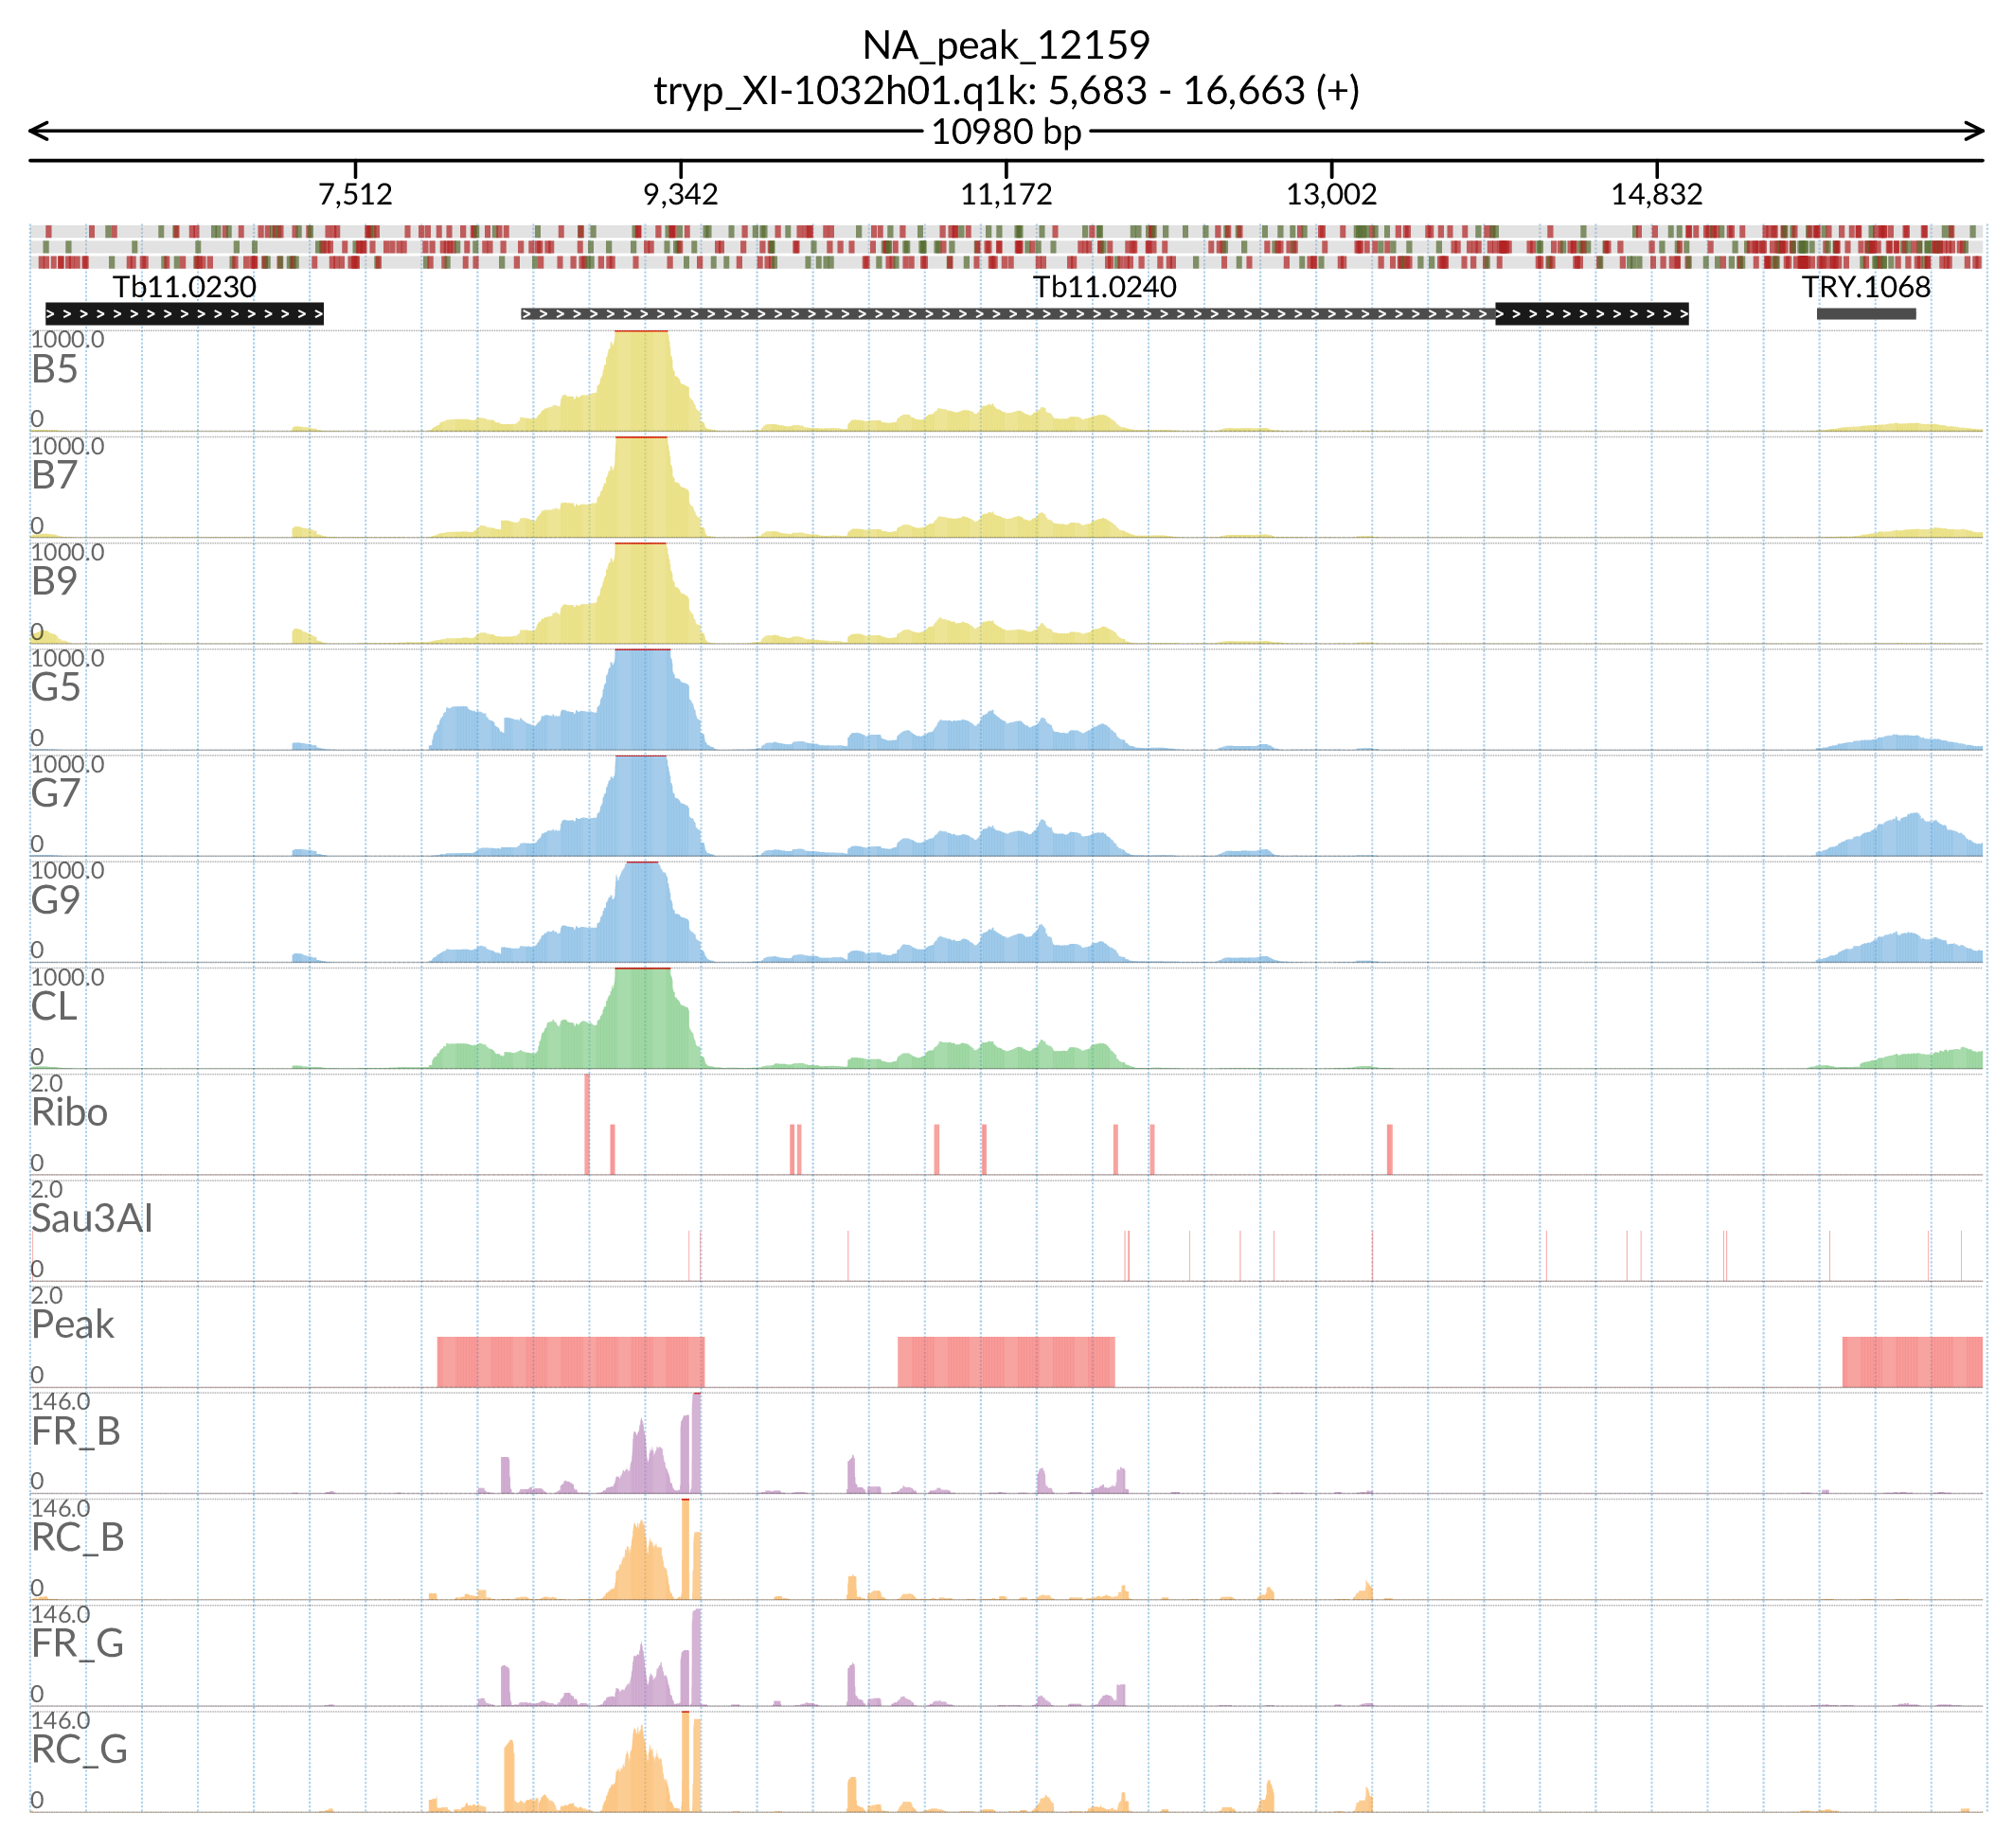 NA_peak_12159
tryp_XI-1032h01.q1k: 5,683 - 16,663 (+)
10980 bp
7,512 9,342 11,172 13,002 14,832
Tb11.0230 Tb11.0240 TRY.1068
1000.0
B5
0
1000.0
B7
0
1000.0
B9
0
1000.0
G5
0
1000.0
G7
0
1000.0
G9
0
1000.0
CL
0
2.0
Ribo
0
2.0
Sau3AI
0
2.0
Peak
0
146.0
FR_B
0
146.0
RC_B
0
146.0
FR_G
0
146.0
RC_G
0